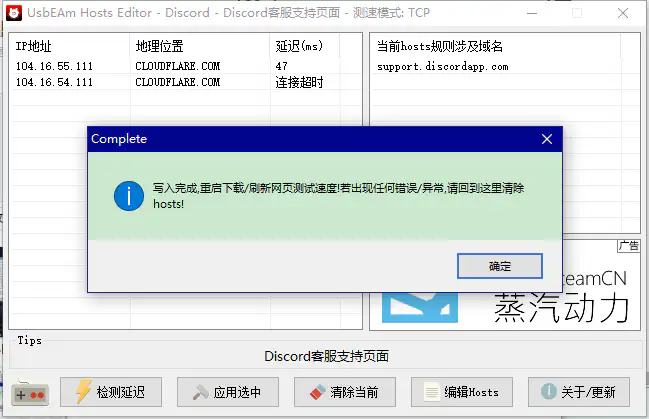 UsbEAm Hosts Editor - Discord - Discord客服支持页面 - 测速模式: TCP
IP地址 地理位置 延迟(ms)
104.16.55.111 CLOUDFLARE.COM 47
104.16.54.111 CLOUDFLARE.COM 连接超时
当前hosts规则涉及域名
support.discordapp.com
Complete
写入完成,重启下载/刷新网页测试速度!若出现任何错误/异常,请回到这里清除
hosts!
确定
广告
teamCN
蒸汽动力
Tips
Discord客服支持页面
检测延迟 应用选中 清除当前 编辑Hosts 关于/更新